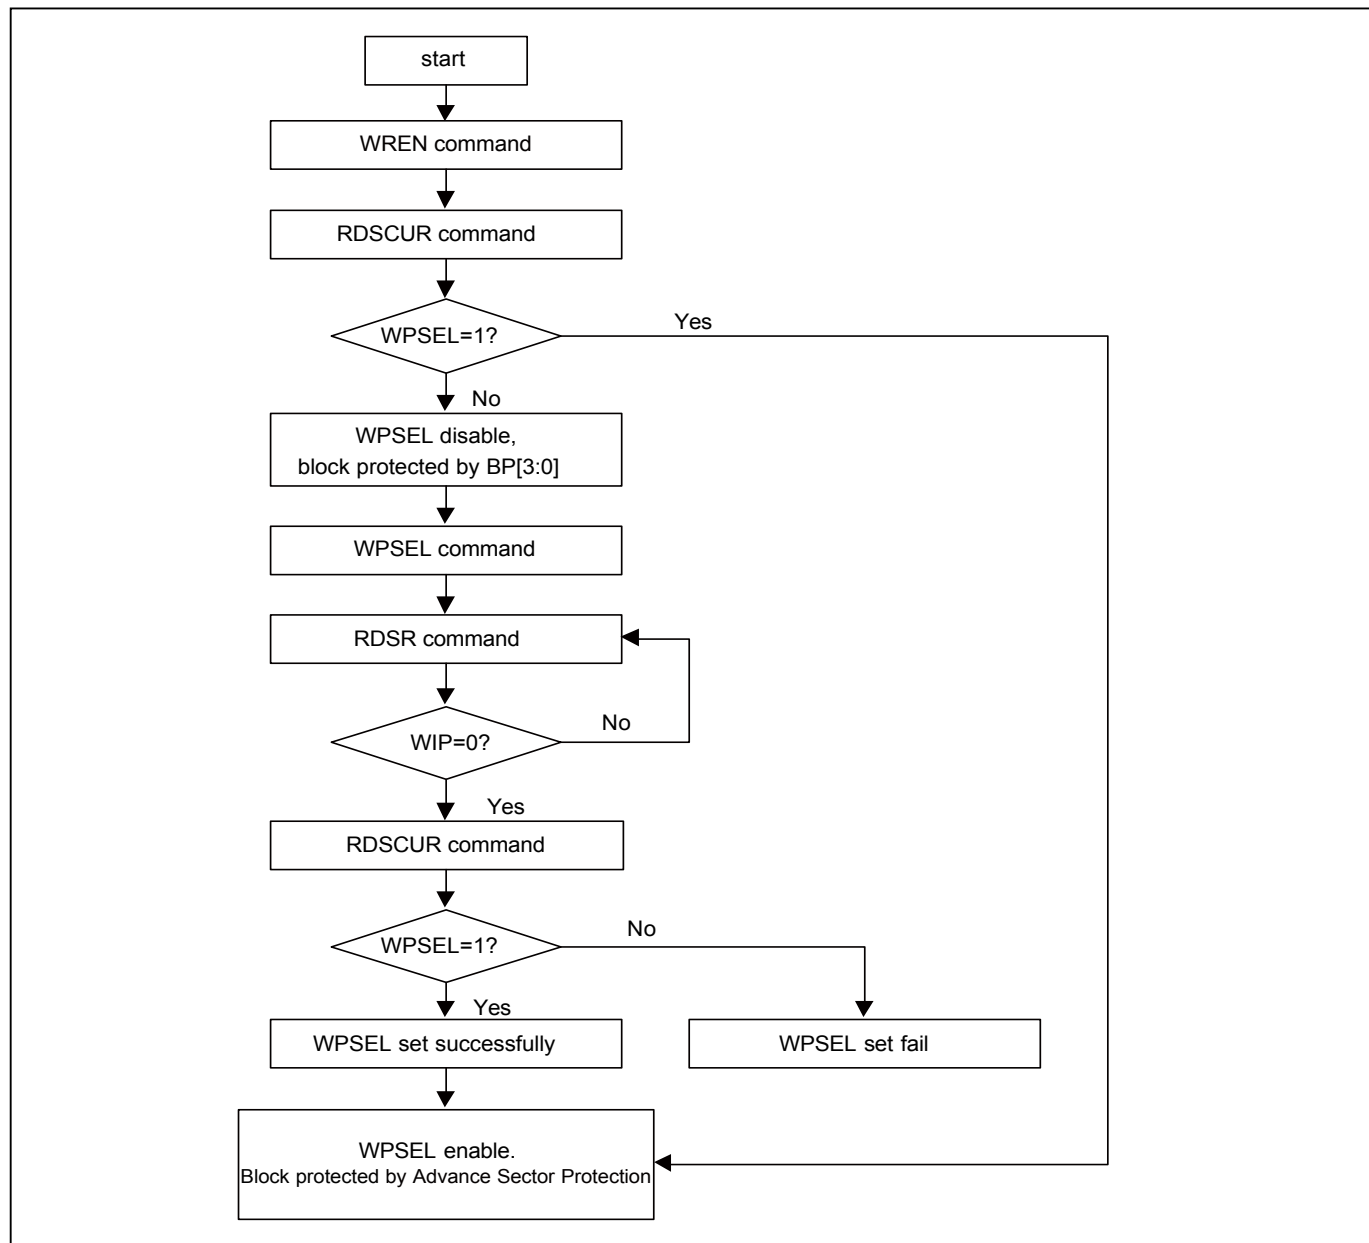 start
WREN command
RDSCUR command
WPSEL=1?
Yes
No
WPSEL disable,
block protected by BP[3:0]
WPSEL command
RDSR command
WIP=0?
No
Yes
RDSCUR command
WPSEL=1?
No
Yes
WPSEL set successfully
WPSEL set fail
WPSEL enable.
Block protected by Advance Sector Protection